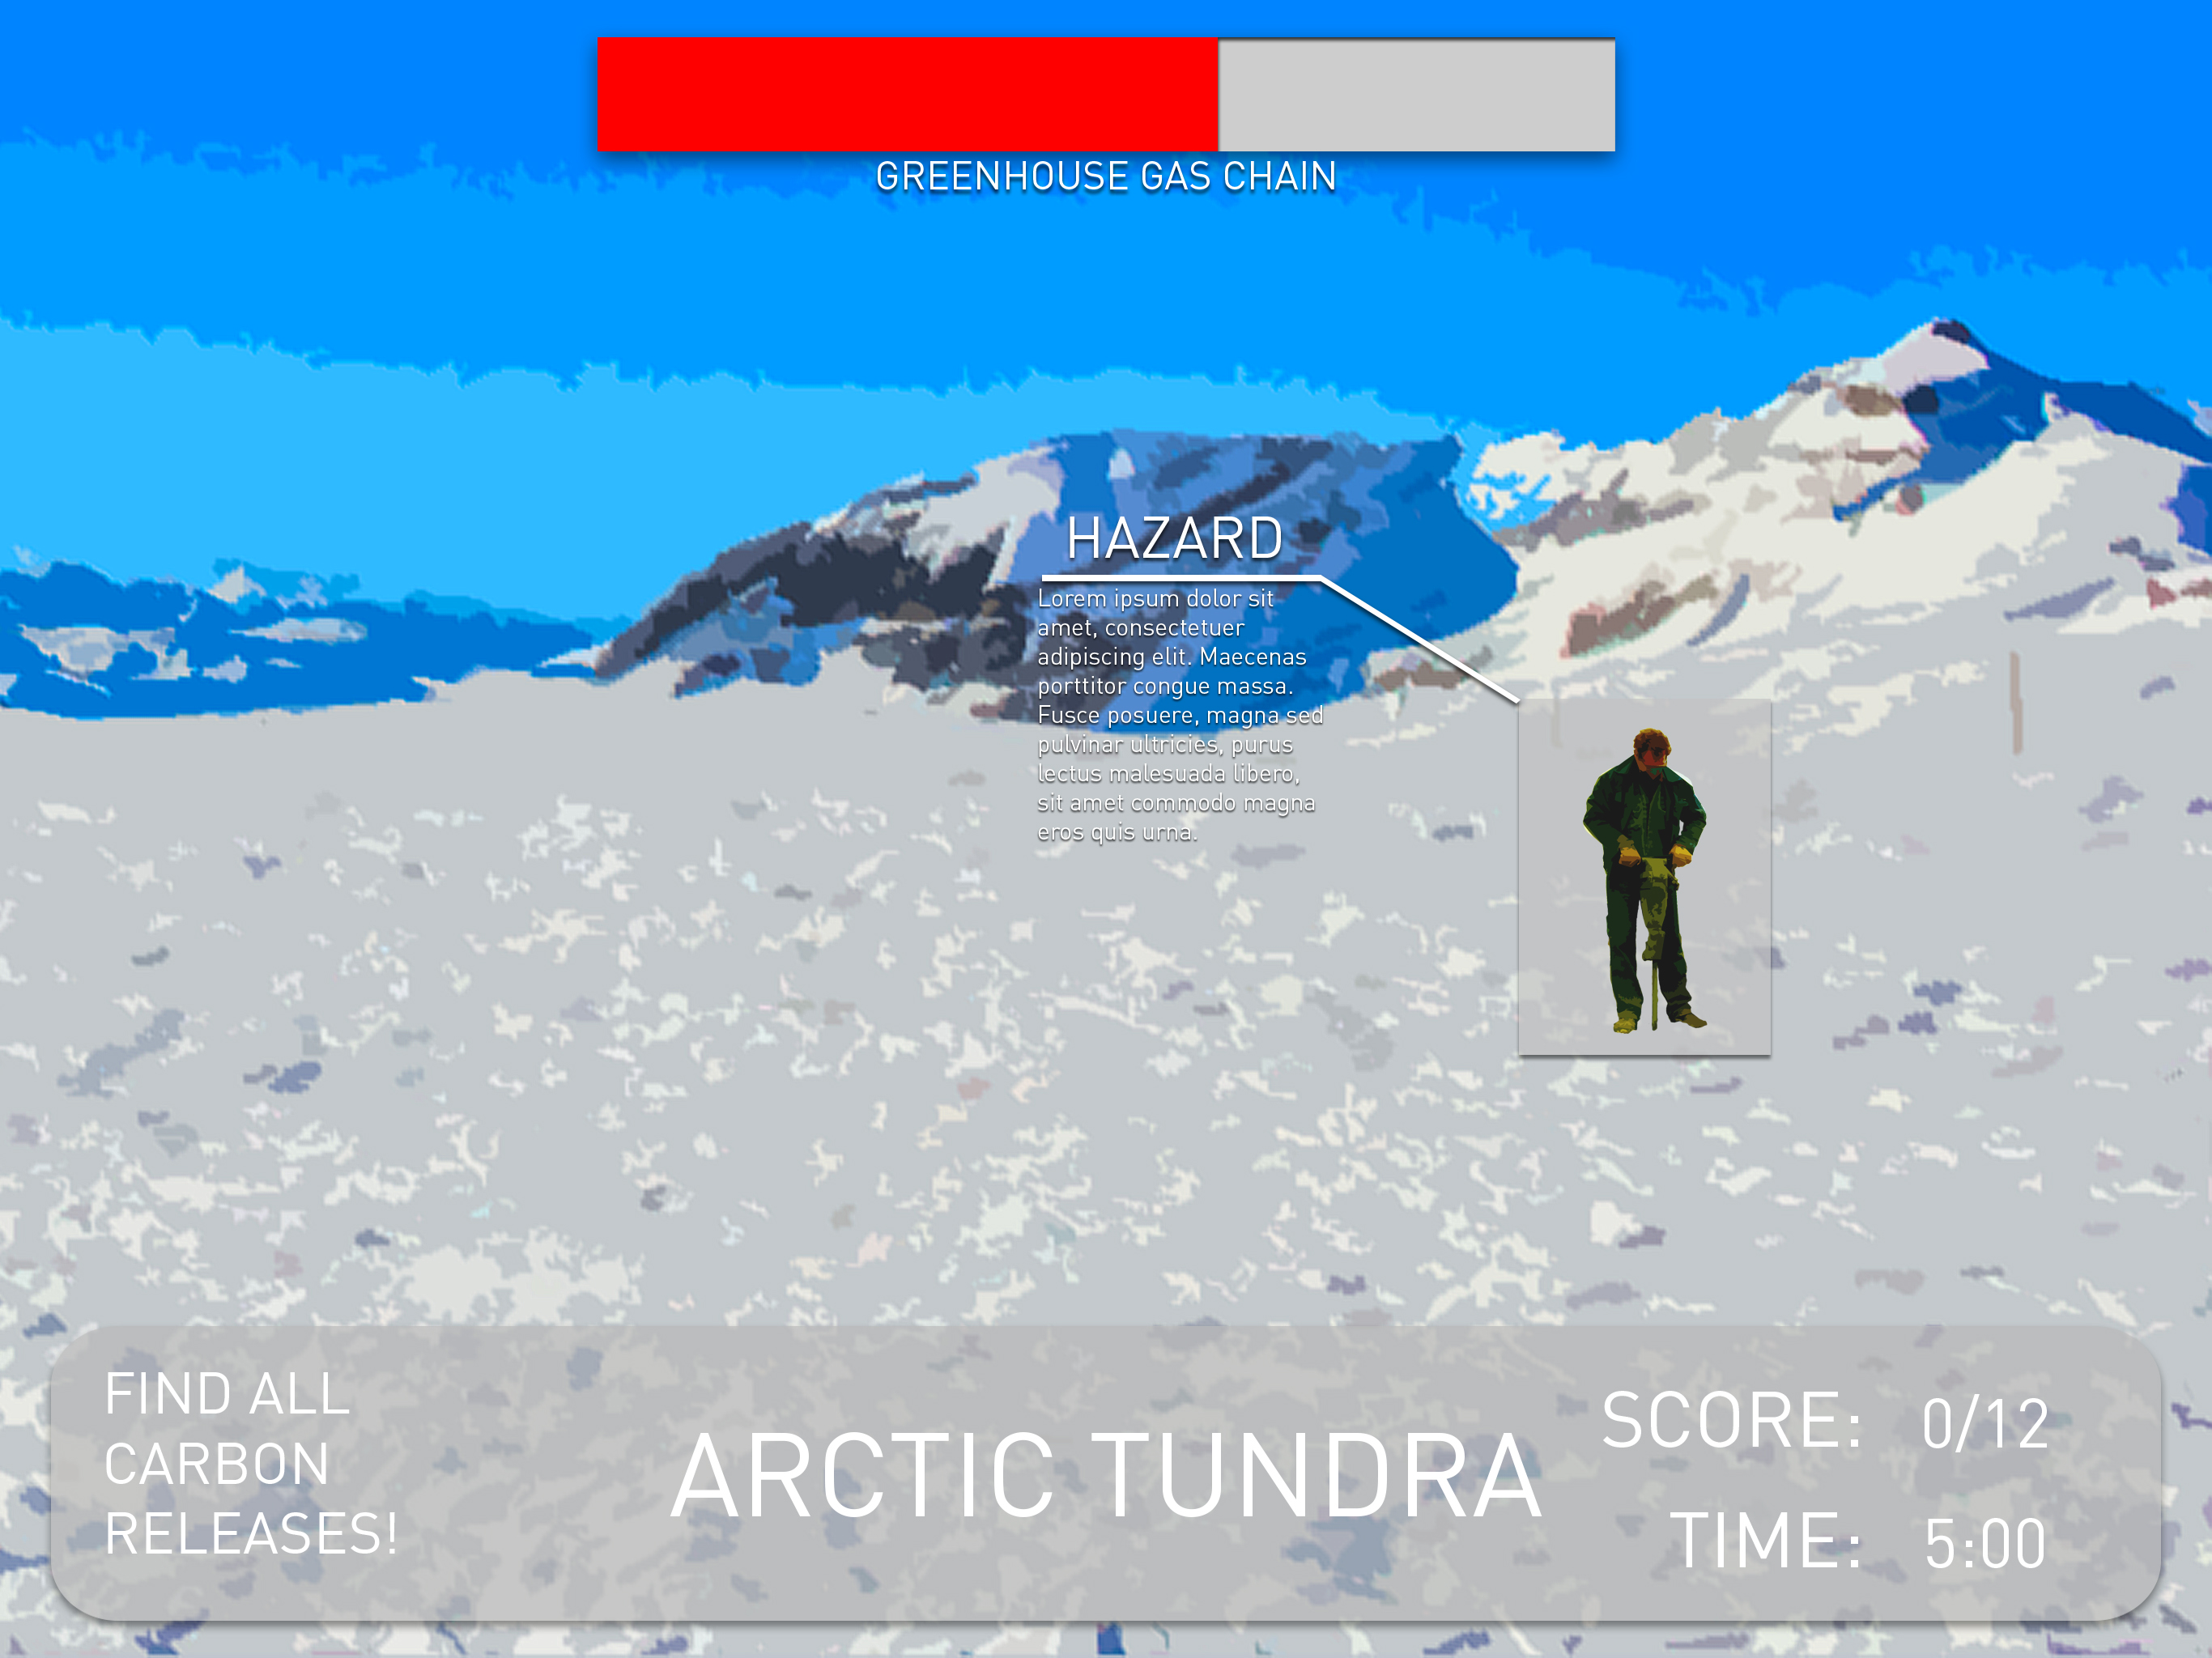 GREENHOUSE GAS CHAIN
HAZARD
Lorem ipsum dolor sit
amet, consectetuer
adipiscing elit. Maecenas
porttitor congue massa.
Fusce posuere, magna sed
pulvinar ultricies, purus
lectus malesuada libero,
sit amet commodo magna
eros quis urna.
FIND ALL
CARBON
RELEASES!
ARCTIC TUNDRA
SCORE: 0/12
TIME: 5:00